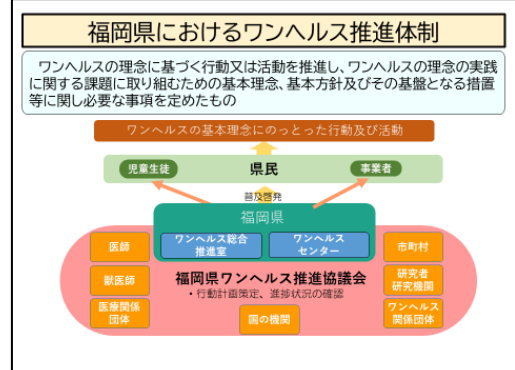 福岡県におけるワンヘルス推進体制
ワンヘルスの理念に基づく行動又は活動を推進し、ワンヘルスの理念の実践
に関する課題に取り組むための基本理念、基本方針及びその基盤となる措置
等に関し必要な事項を定めたもの
ワンヘルスの基本理念にのっとった行動及び活動
児童生徒
県民
事業者
普及啓発
福岡県
ワンヘルス総合
推進室
ワンヘルス
センター
医師
市町村
福岡県ワンヘルス推進協議会
・行動計画策定、進捗状況の確認
獣医師
研究者
研究機関
医療関係
団体
国の機関
ワンヘルス
関係団体